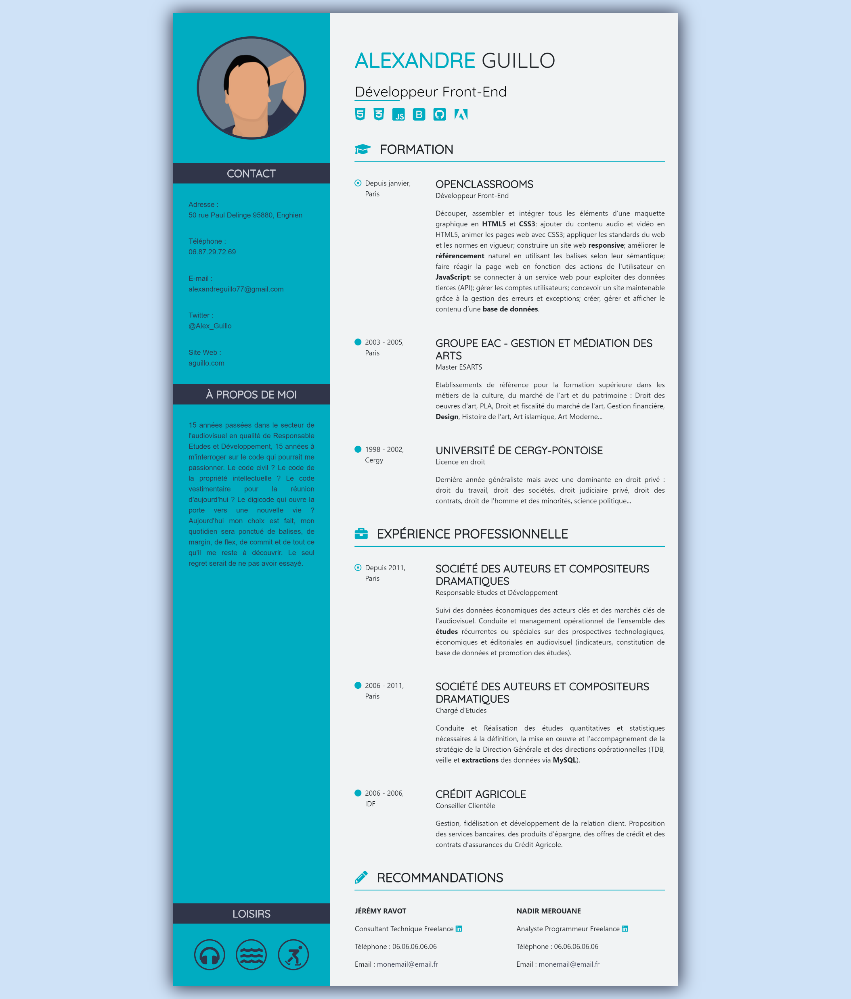 CONTACT
Adresse :
50 rue Paul Delinge 95880, Enghien
Téléphone :
06.87.29.72.69
E-mail :
alexandreguillo77@gmail.com
Twitter :
@Alex_Guillo
Site Web :
aguillo.com
À PROPOS DE MOI
15 années passées dans le secteur de
l'audiovisuel en qualité de Responsable
Etudes et Développement, 15 années à
m'interroger sur le code qui pourrait me
passionner. Le code civil ? Le code de
la propriété intellectuelle ? Le code
vestimentaire pour la réunion
d'aujourd'hui ? Le digicode qui ouvre la
porte vers une nouvelle vie ?
Aujourd'hui mon choix est fait, mon
quotidien sera ponctué de balises, de
margin, de flex, de commit et de tout ce
qu'il me reste à découvrir. Le seul
regret serait de ne pas avoir essayé.
LOISIRS
ALEXANDRE GUILLO
Développeur Front-End
FORMATION
Depuis janvier,
Paris
OPENCLASSROOMS
Développeur Front-End
Découper, assembler et intégrer tous les éléments d’une maquette
graphique en HTML5 et CSS3; ajouter du contenu audio et vidéo en
HTML5, animer les pages web avec CSS3; appliquer les standards du web
et les normes en vigueur; construire un site web responsive; améliorer le
référencement naturel en utilisant les balises selon leur sémantique;
faire réagir la page web en fonction des actions de l’utilisateur en
JavaScript; se connecter à un service web pour exploiter des données
tierces (API); gérer les comptes utilisateurs; concevoir un site maintenable
grâce à la gestion des erreurs et exceptions; créer, gérer et afficher le
contenu d’une base de données.
2003 - 2005,
Paris
GROUPE EAC - GESTION ET MÉDIATION DES
ARTS
Master ESARTS
Etablissements de référence pour la formation supérieure dans les
métiers de la culture, du marché de l’art et du patrimoine : Droit des
oeuvres d'art, PLA, Droit et fiscalité du marché de l'art, Gestion financière,
Design, Histoire de l'art, Art islamique, Art Moderne...
1998 - 2002,
Cergy
UNIVERSITÉ DE CERGY-PONTOISE
Licence en droit
Dernière année généraliste mais avec une dominante en droit privé :
droit du travail, droit des sociétés, droit judiciaire privé, droit des
contrats, droit de l'homme et des minorités, science politique...
EXPÉRIENCE PROFESSIONNELLE
Depuis 2011,
Paris
SOCIÉTÉ DES AUTEURS ET COMPOSITEURS
DRAMATIQUES
Responsable Etudes et Développement
Suivi des données économiques des acteurs clés et des marchés clés de
l'audiovisuel. Conduite et management opérationnel de l'ensemble des
études récurrentes ou spéciales sur des prospectives technologiques,
économiques et éditoriales en audiovisuel (indicateurs, constitution de
base de données et promotion des études).
2006 - 2011,
Paris
SOCIÉTÉ DES AUTEURS ET COMPOSITEURS
DRAMATIQUES
Chargé d'Etudes
Conduite et Réalisation des études quantitatives et statistiques
nécessaires à la définition, la mise en œuvre et l’accompagnement de la
stratégie de la Direction Générale et des directions opérationnelles (TDB,
veille et extractions des données via MySQL).
2006 - 2006,
IDF
CRÉDIT AGRICOLE
Conseiller Clientèle
Gestion, fidélisation et développement de la relation client. Proposition
des services bancaires, des produits d’épargne, des offres de crédit et des
contrats d’assurances du Crédit Agricole.
RECOMMANDATIONS
JÉRÉMY RAVOT
Consultant Technique Freelance
Téléphone : 06.06.06.06.06
Email : monemail@email.fr
NADIR MEROUANE
Analyste Programmeur Freelance
Téléphone : 06.06.06.06.06
Email : monemail@email.fr